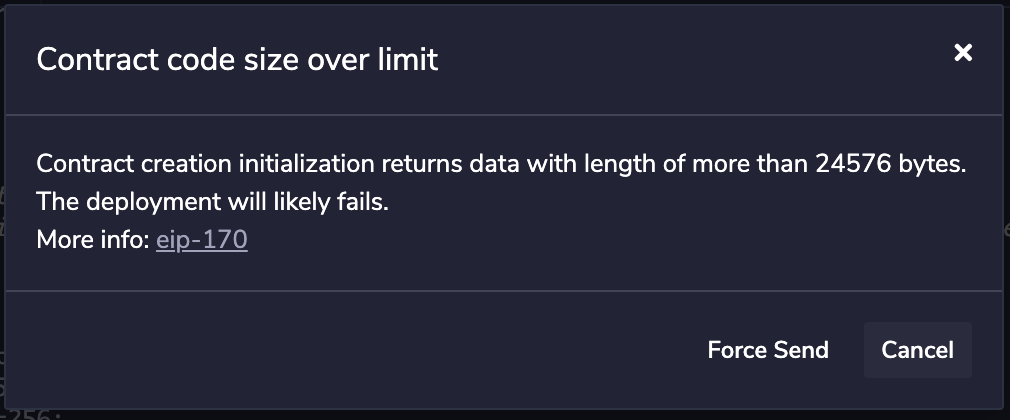 Contract code size over limit
Contract creation initialization returns data with length of more than 24576 bytes.
The deployment will likely fails.
More info: eip-170
Force Send
Cancel
-256;